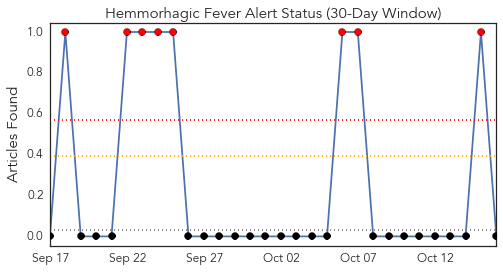 Hemmorhagic Fever Alert Status (30-Day Window)
Articles Found
1.0
0.8
0.6
0.4
0.2
0.0
Sep 17
Sep 22
Sep 27
Oct 02
Oct 07
Oct 12